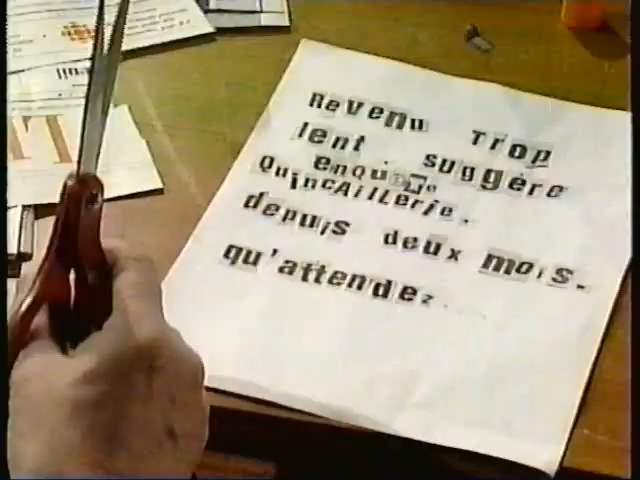 ReVenu Trop
lent suggère
enquête
QuincAiLLerie.
depuis deux mois.
qu'attendez